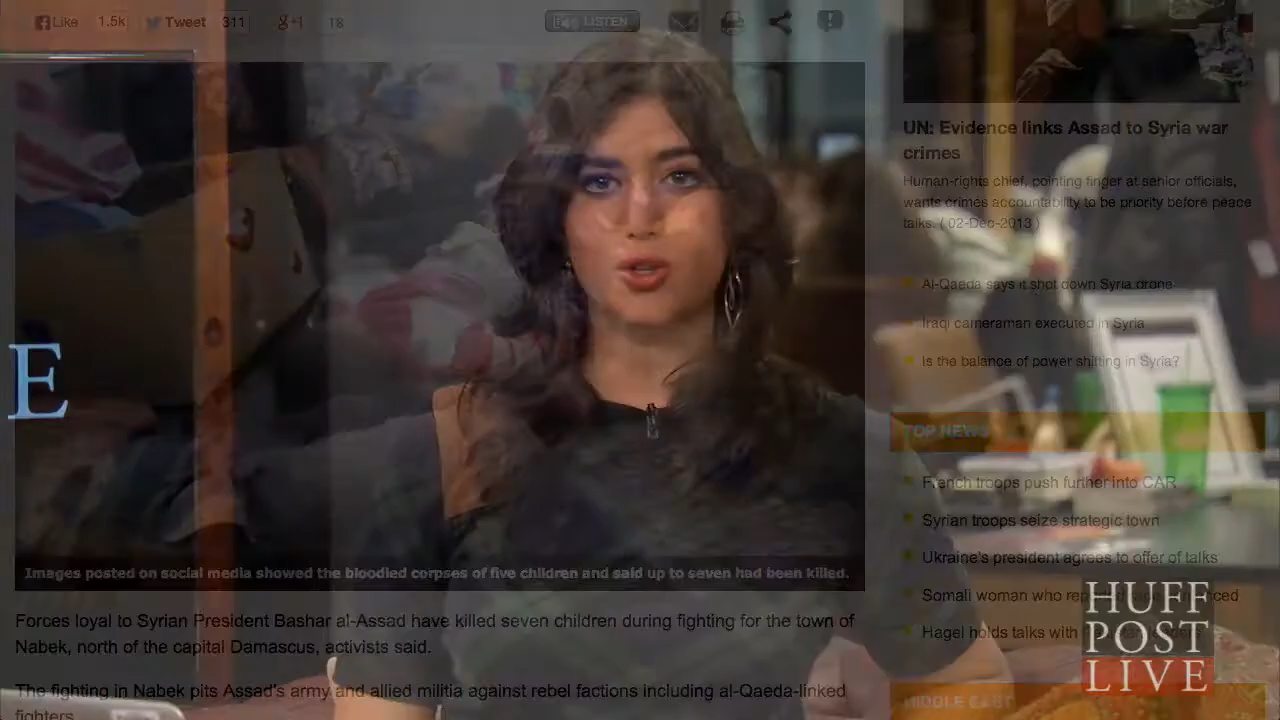 Like 1.5k Tweet 311 +1 18 LISTEN
UN: Evidence links Assad to Syria war
crimes
Human-rights chief, pointing finger at senior officials,
wants crimes accountability to be priority before peace
talks. ( 02-Dec-2013 )
Al-Qaeda says it shot down Syria drone
Iraqi cameraman executed in Syria
Is the balance of power shifting in Syria?
E
TOP NEWS
French troops push further into CAR
Syrian troops seize strategic town
Ukraine's president agrees to offer of talks
Somali woman who
Hagel holds talks with
Images posted on social media showed the bloodied corpses of five children and said up to seven had been killed.
Forces loyal to Syrian President Bashar al-Assad have killed seven children during fighting for the town of
Nabek, north of the capital Damascus, activists said.
The fighting in Nabek pits Assad's army and allied militia against rebel factions including al-Qaeda-linked
fighters
HUFF
POST
LIVE
MIDDLE EAST